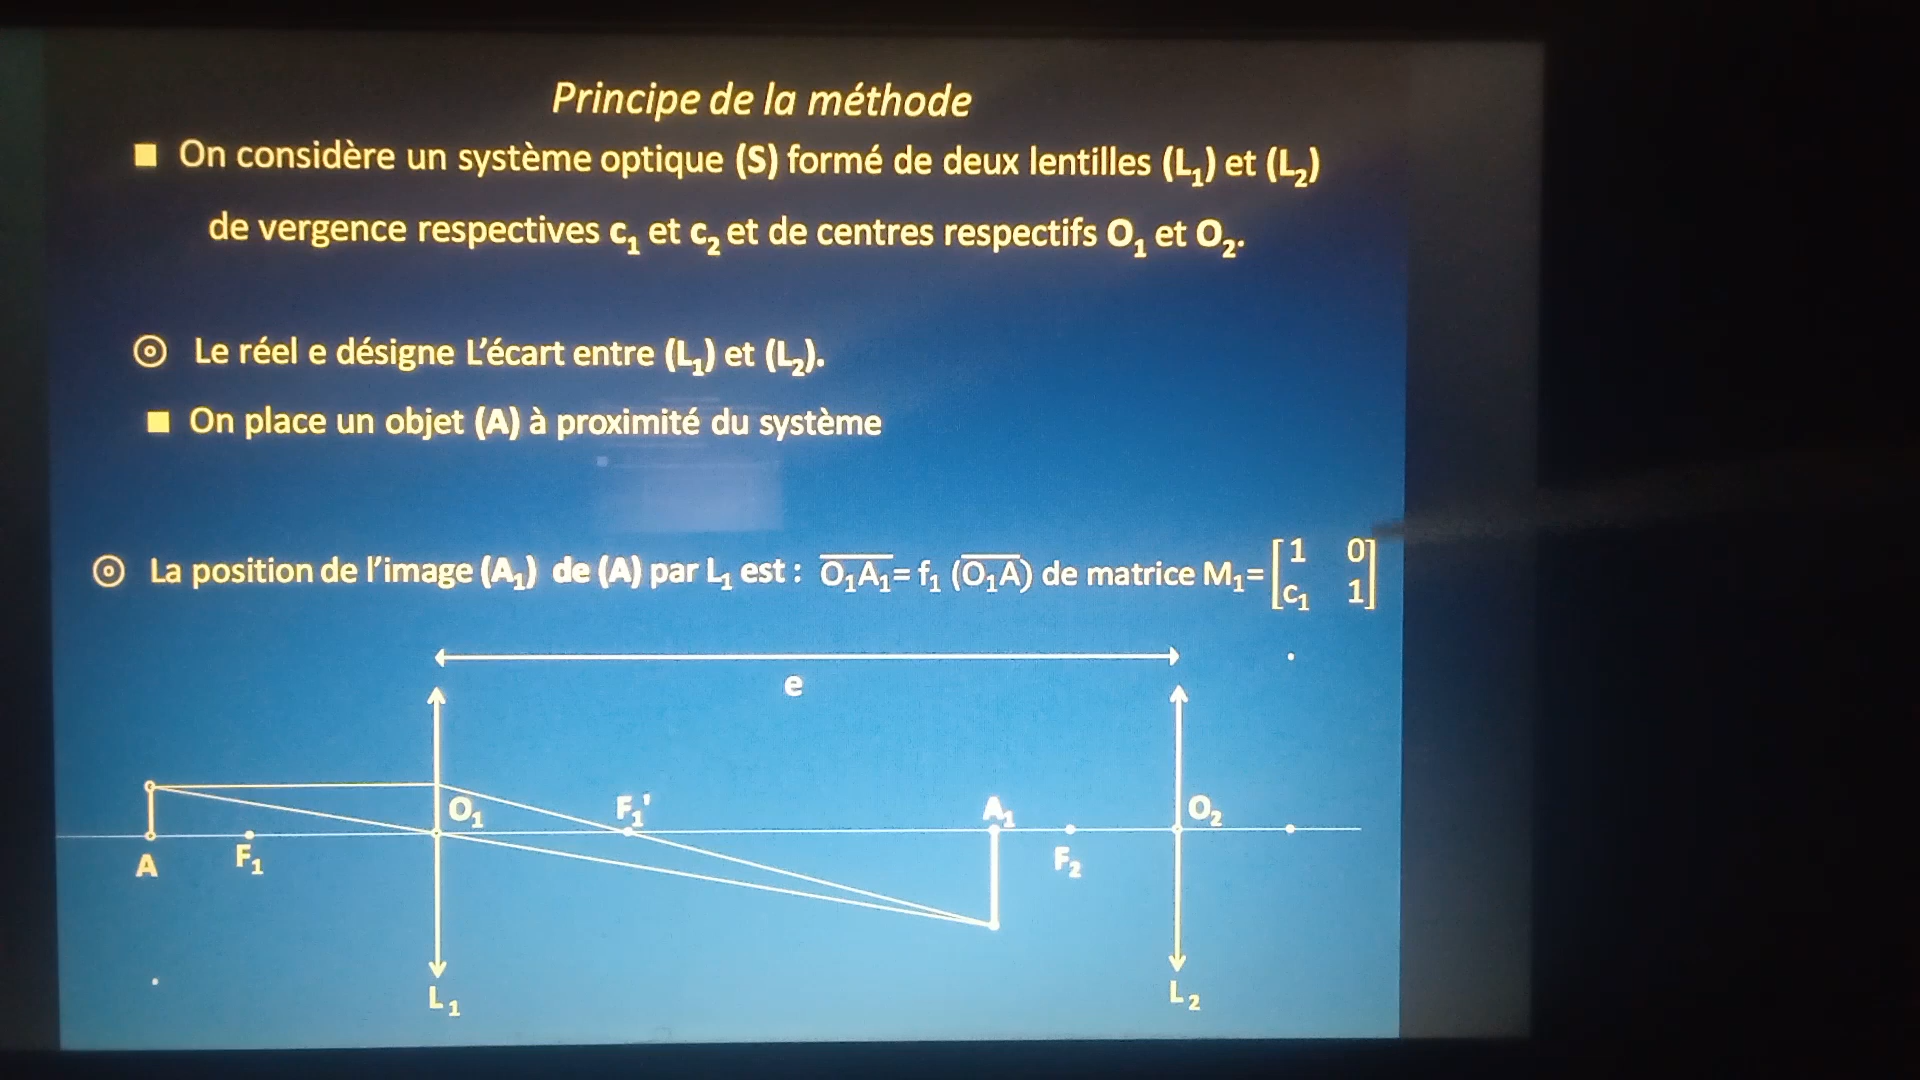 Principe de la méthode
■ On considère un système optique (S) formé de deux lentilles (L₁) et (L₂)
de vergence respectives c₁ et c₂ et de centres respectifs O₁ et O₂.
⊙ Le réel e désigne L'écart entre (L₁) et (L₂).
■ On place un objet (A) à proximité du système
⊙ La position de l'image (A₁) de (A) par L₁ est : O̅₁A̅₁= f₁ (O̅₁A̅) de matrice M₁= [1 0
c₁ 1]
e
O₁ F₁' A₁ O₂
A F₁ F₂
L₁ L₂